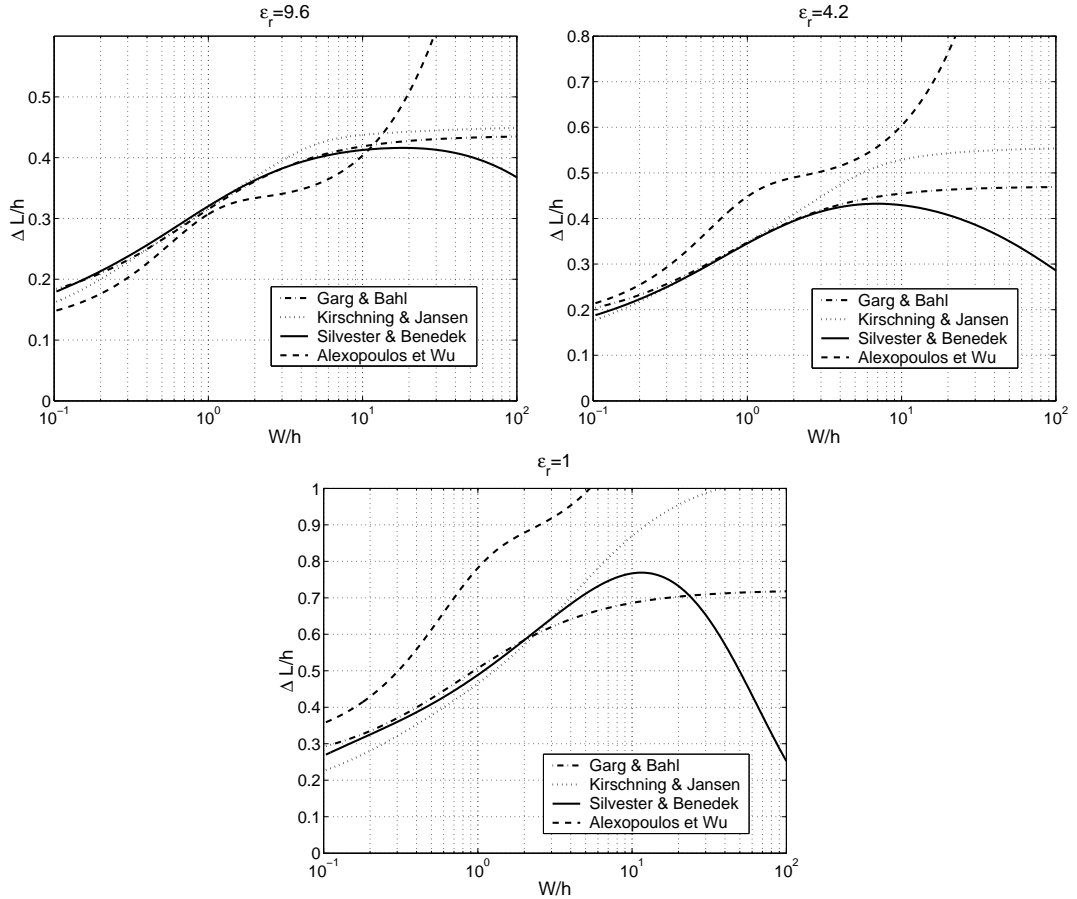 ε_r=9.6
Δ L/h
0.5
0.4
0.3
0.2
0.1
0
10^-1
10^0
10^1
10^2
W/h
Garg & Bahl
Kirschning & Jansen
Silvester & Benedek
Alexopoulos et Wu
ε_r=4.2
Δ L/h
0.8
0.7
0.6
0.5
0.4
0.3
0.2
0.1
0
10^-1
10^0
10^1
10^2
W/h
Garg & Bahl
Kirschning & Jansen
Silvester & Benedek
Alexopoulos et Wu
ε_r=1
Δ L/h
1
0.9
0.8
0.7
0.6
0.5
0.4
0.3
0.2
0.1
0
10^-1
10^0
10^1
10^2
W/h
Garg & Bahl
Kirschning & Jansen
Silvester & Benedek
Alexopoulos et Wu